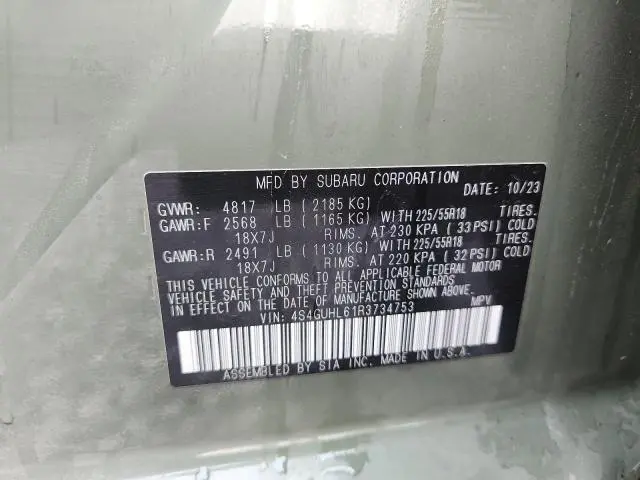 MFD BY SUBARU CORPORATION
DATE: 10/23
GVWR: 4817 LB (2185 KG)
GAWR:F 2568 LB (1165 KG) WITH 225/55R18 TIRES.
18X7J RIMS. AT 230 KPA (33 PSI) COLD
GAWR:R 2491 LB (1130 KG) WITH 225/55R18 TIRES.
18X7J RIMS. AT 220 KPA (32 PSI) COLD
THIS VEHICLE CONFORMS TO ALL APPLICABLE FEDERAL MOTOR
VEHICLE SAFETY AND THEFT PREVENTION STANDARDS
IN EFFECT ON THE DATE OF MANUFACTURE SHOWN ABOVE.
VIN: 4S4GUHL61R3734753 MPV
ASSEMBLED BY SIA INC. MADE IN U.S.A.